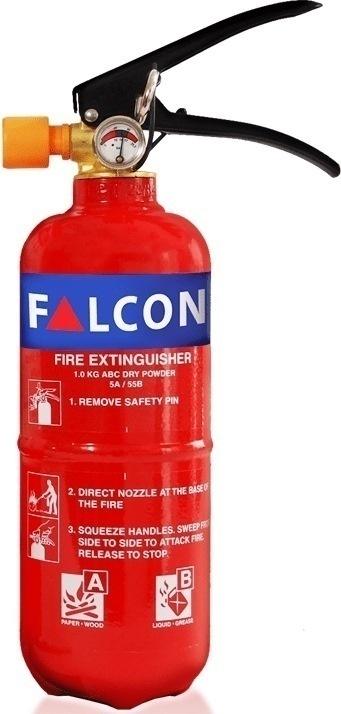 FALCON
FIRE EXTINGUISHER
1.0 KG ABC DRY POWDER
5A / 55B
1. REMOVE SAFETY PIN
2. DIRECT NOZZLE AT THE BASE OF
THE FIRE
3. SQUEEZE HANDLES. SWEEP FROM
SIDE TO SIDE TO ATTACK FIRE.
RELEASE TO STOP.
A
B
PAPER · WOOD
LIQUID · GREASE